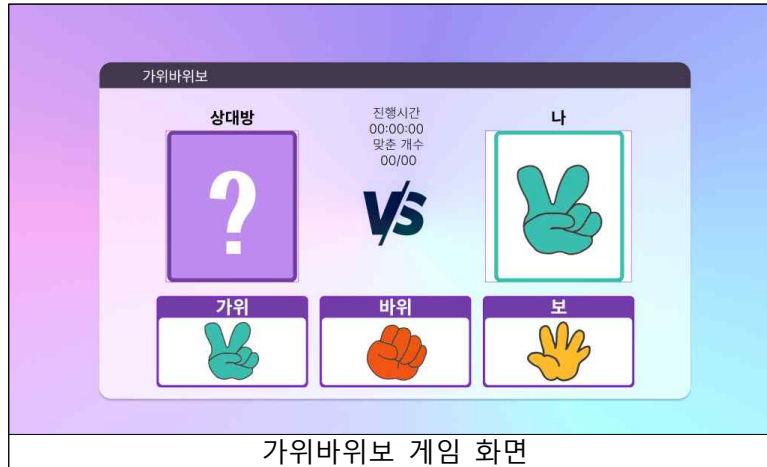 가위바위보
상대방
진행시간
00:00:00
맞춘 개수
00/00
나
?
VS
가위
바위
보
가위바위보 게임 화면